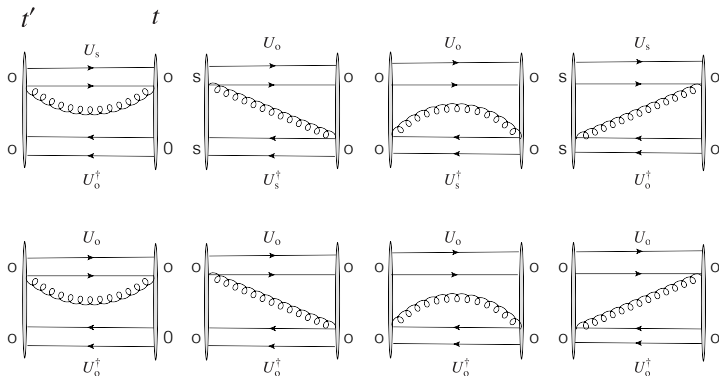 t′ t
U_s U_o U_o U_s
o o s o o o s o
o 0 s o o o s o
U_o^† U_s^† U_s^† U_o^†
U_o U_o U_o U_o
o o o o o o o o
o 0 o o o o o o
U_o^† U_o^† U_o^† U_o^†